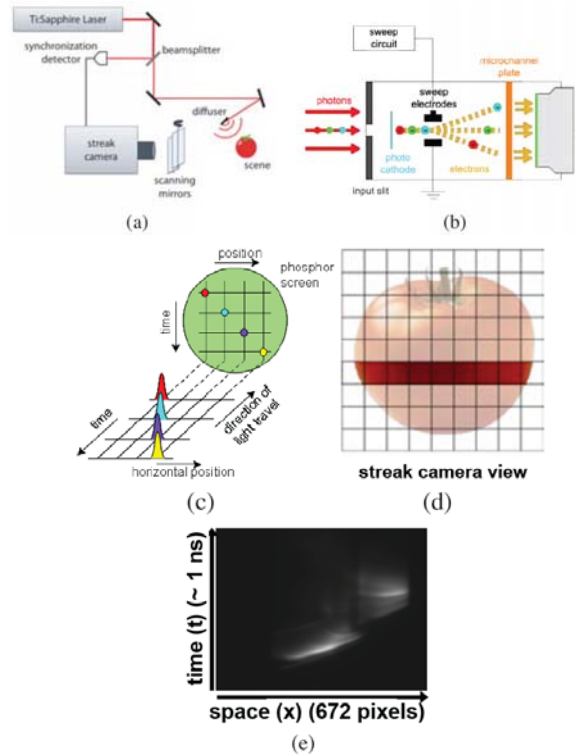 Ti:Sapphire Laser
synchronization
detector
beamsplitter
diffuser
streak
camera
scanning
mirrors
scene
(a)
sweep
circuit
microchannel
plate
photons
sweep
electrodes
photo
cathode
electrons
input slit
(b)
position
phosphor
screen
time
time
direction of
light travel
horizontal position
(c)
streak camera view
(d)
time (t) (~ 1 ns)
space (x) (672 pixels)
(e)